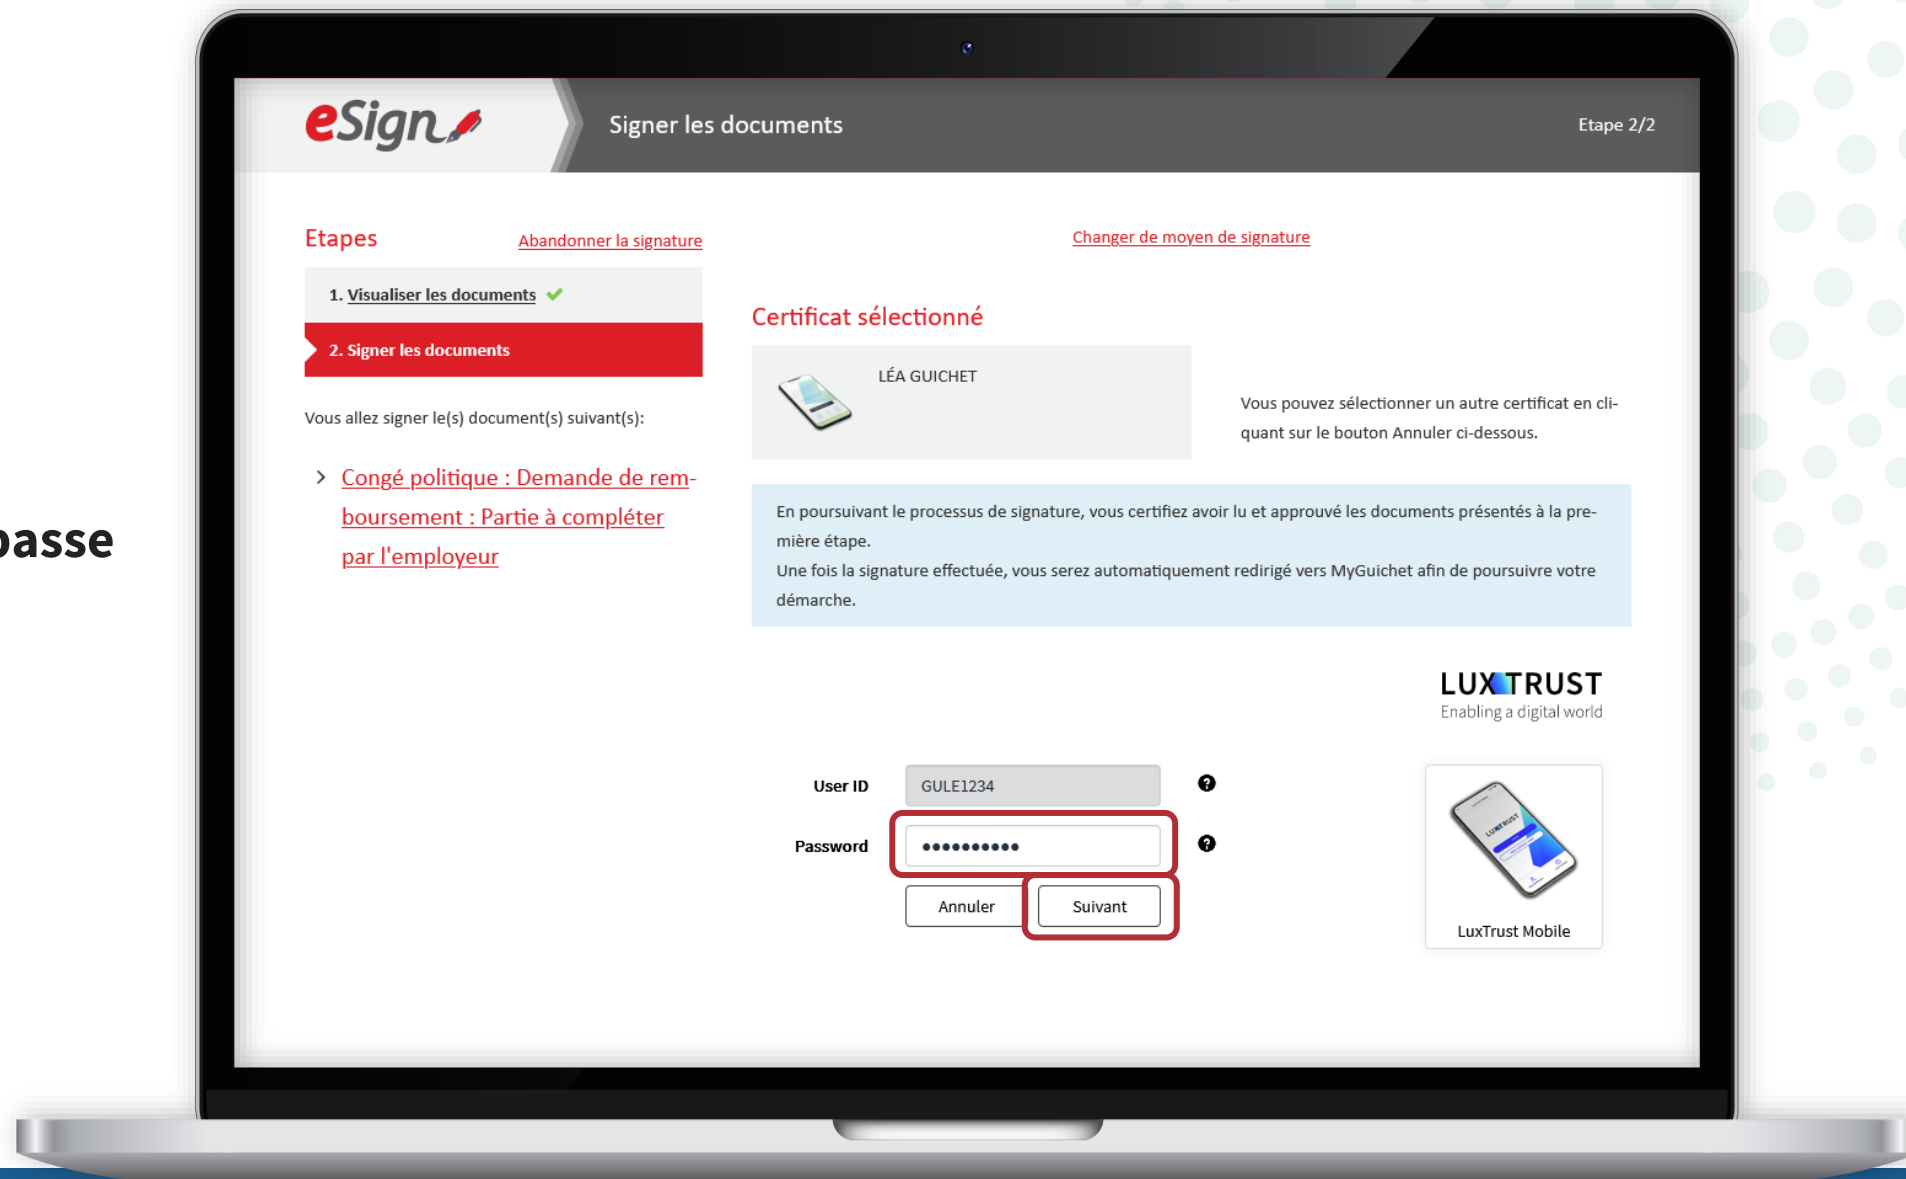 eSign
Signer les documents
Etape 2/2
Etapes
Abandonner la signature
1. Visualiser les documents
2. Signer les documents
Vous allez signer le(s) document(s) suivant(s):
Congé politique : Demande de rem-
boursement : Partie à compléter
par l'employeur
passe
Changer de moyen de signature
Certificat sélectionné
LÉA GUICHET
Vous pouvez sélectionner un autre certificat en cli-
quant sur le bouton Annuler ci-dessous.
En poursuivant le processus de signature, vous certifiez avoir lu et approuvé les documents présentés à la pre-
mière étape.
Une fois la signature effectuée, vous serez automatiquement redirigé vers MyGuichet afin de poursuivre votre
démarche.
LUXTRUST
Enabling a digital world
User ID
GULE1234
Password
••••••••••
Annuler
Suivant
LUXTRUST
LuxTrust Mobile